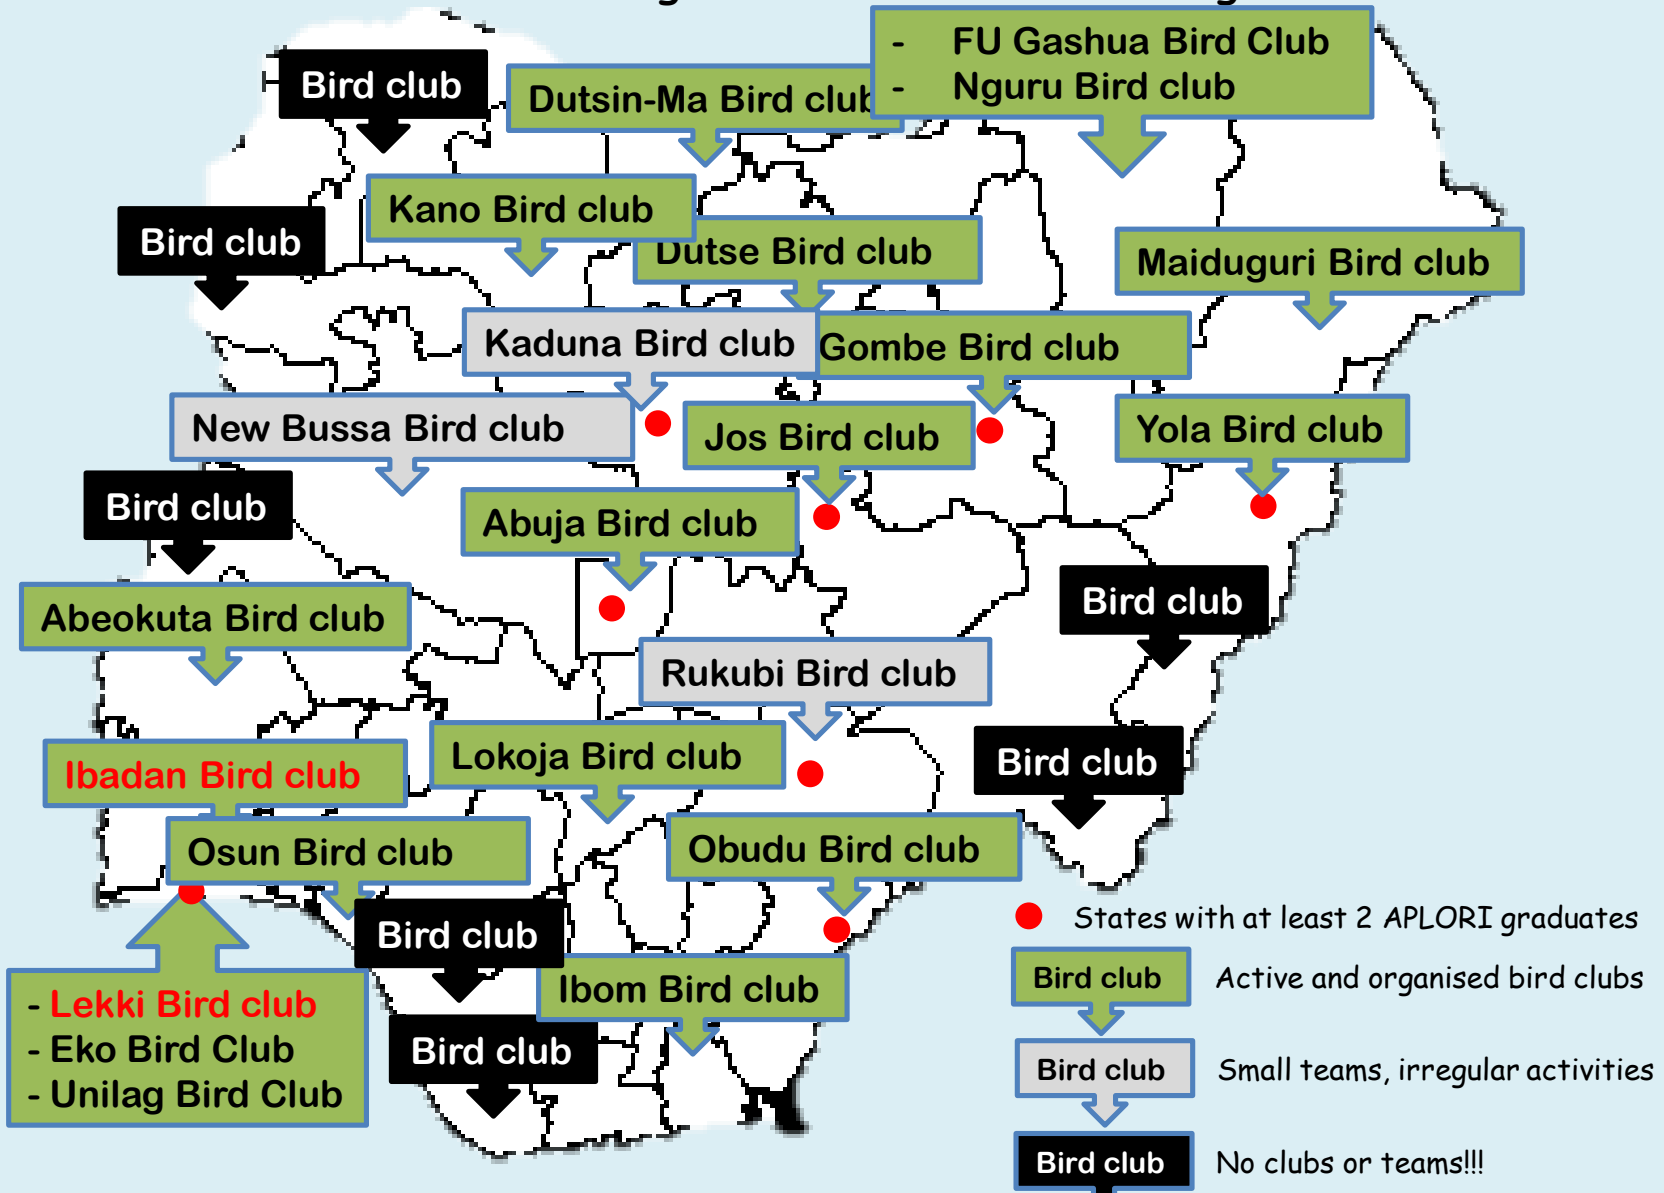 - FU Gashua Bird Club
- Nguru Bird club
Bird club
Dutsin-Ma Bird club
Kano Bird club
Bird club
Dutse Bird club
Maiduguri Bird club
Kaduna Bird club
Gombe Bird club
New Bussa Bird club
Jos Bird club
Yola Bird club
Bird club
Abuja Bird club
Abeokuta Bird club
Bird club
Rukubi Bird club
Lokoja Bird club
Bird club
Ibadan Bird club
Osun Bird club
Obudu Bird club
Bird club
Ibom Bird club
- Lekki Bird club
- Eko Bird Club
- Unilag Bird Club
Bird club
States with at least 2 APLORI graduates
Bird club Active and organised bird clubs
Bird club Small teams, irregular activities
Bird club No clubs or teams!!!